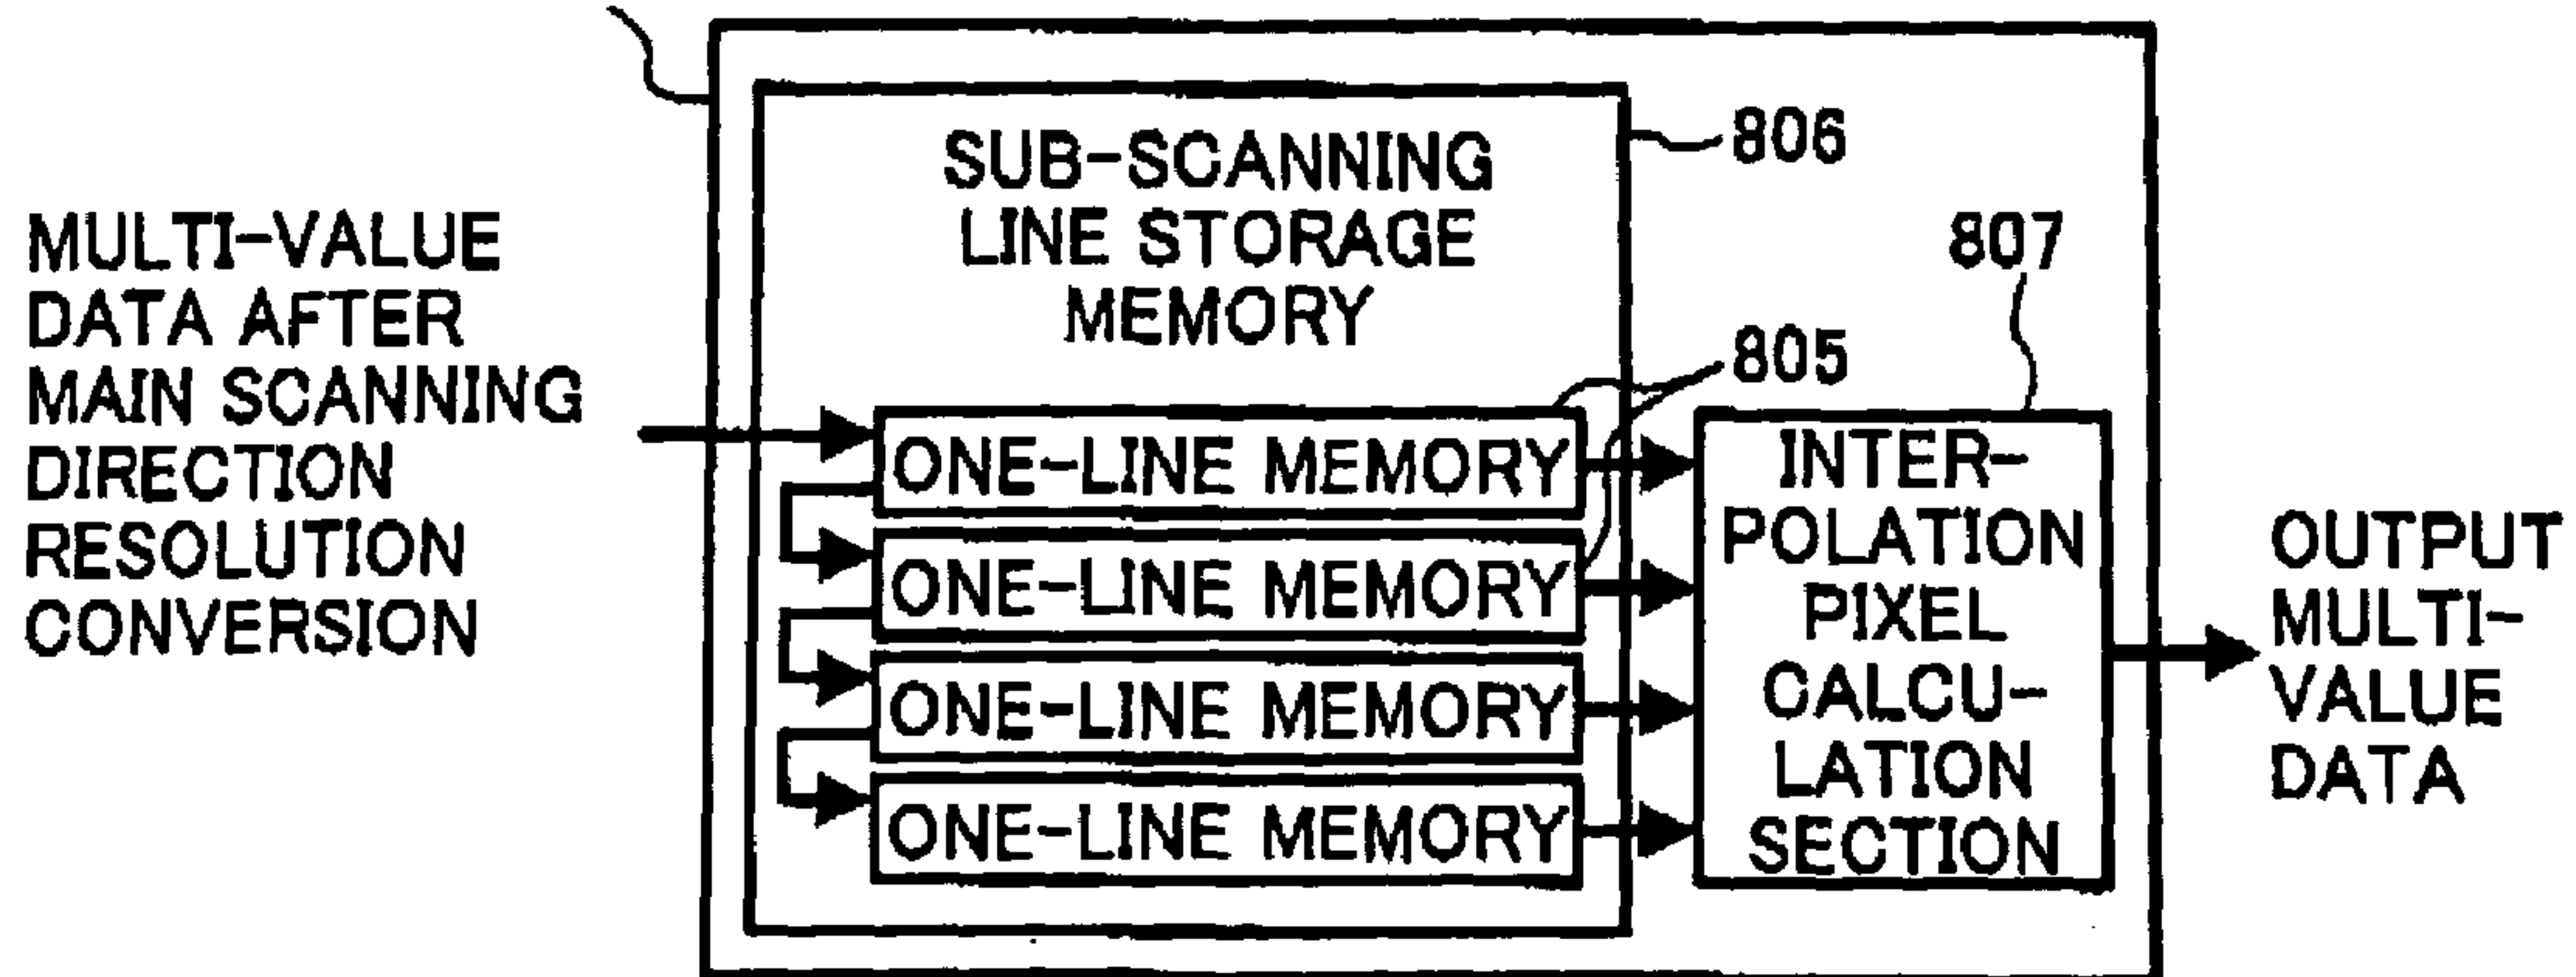 MULTI-VALUE
DATA AFTER
MAIN SCANNING
DIRECTION
RESOLUTION
CONVERSION
SUB-SCANNING
LINE STORAGE
MEMORY
806
807
805
ONE-LINE MEMORY
ONE-LINE MEMORY
ONE-LINE MEMORY
ONE-LINE MEMORY
INTER-
POLATION
PIXEL
CALCU-
LATION
SECTION
OUTPUT
MULTI-
VALUE
DATA